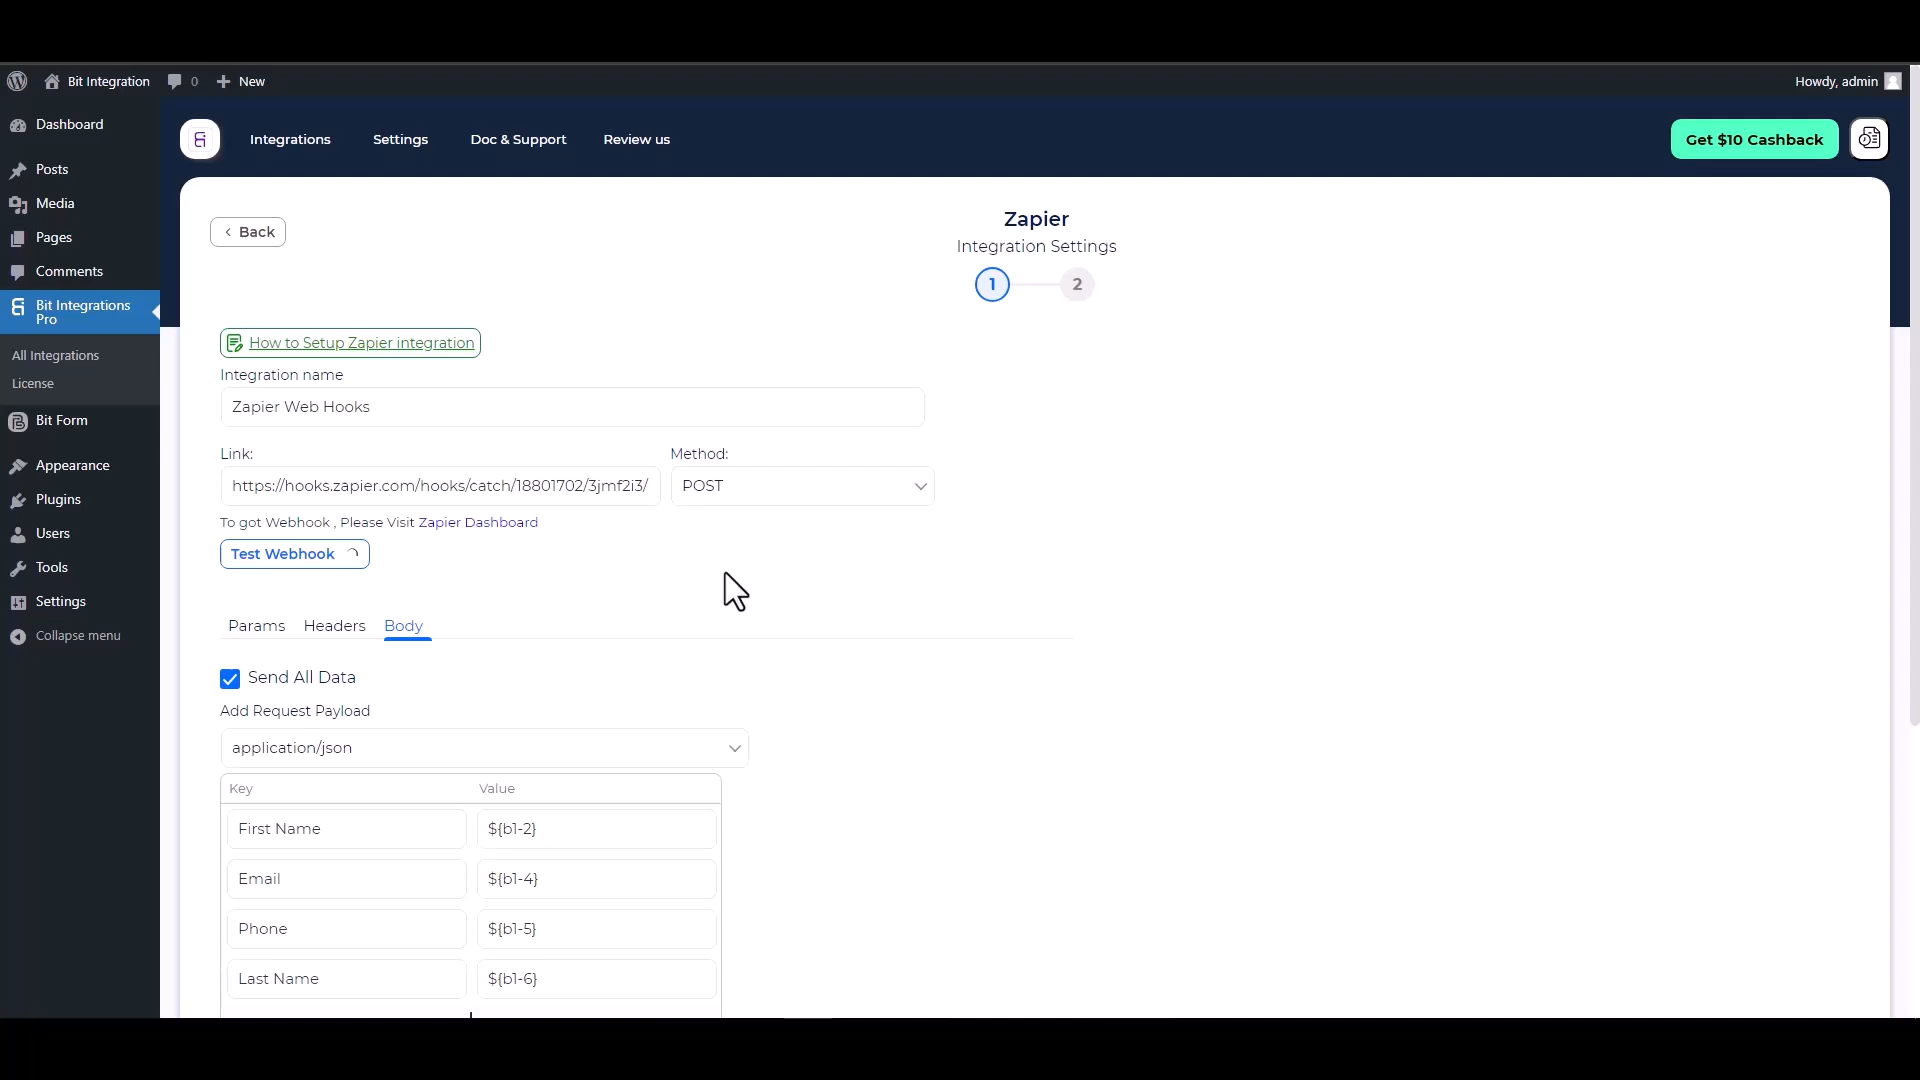 Bit Integration
0
New
Howdy, admin
Dashboard
Posts
Media
Pages
Comments
Bit Integrations
Pro
All Integrations
License
Bit Form
Appearance
Plugins
Users
Tools
Settings
Collapse menu
Integrations
Settings
Doc & Support
Review us
Get $10 Cashback
Back
Zapier
Integration Settings
1
2
How to Setup Zapier integration
Integration name
Zapier Web Hooks
Link:
Method:
https://hooks.zapier.com/hooks/catch/18801702/3jmf2i3/
POST
To got Webhook , Please Visit Zapier Dashboard
Test Webhook
Params
Headers
Body
Send All Data
Add Request Payload
application/json
Key
Value
First Name
${b1-2}
Email
${b1-4}
Phone
${b1-5}
Last Name
${b1-6}